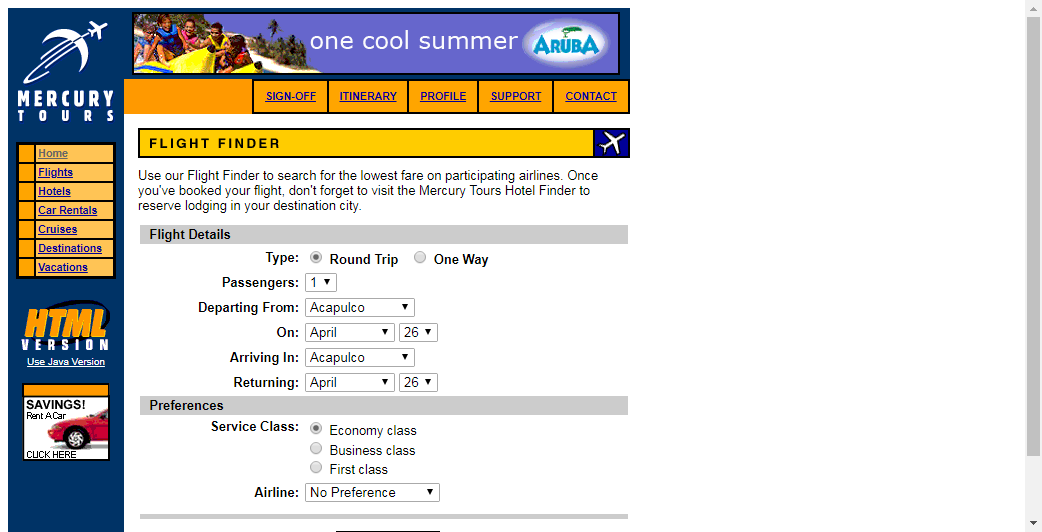 one cool summer ARUBA
MERCURY
TOURS
SIGN-OFF ITINERARY PROFILE SUPPORT CONTACT
Home
Flights
Hotels
Car Rentals
Cruises
Destinations
Vacations
HTML
VERSION
Use Java Version
SAVINGS!
Rent A Car
CLICK HERE
FLIGHT FINDER
Use our Flight Finder to search for the lowest fare on participating airlines. Once
you've booked your flight, don't forget to visit the Mercury Tours Hotel Finder to
reserve lodging in your destination city.
Flight Details
Type: Round Trip One Way
Passengers: 1
Departing From: Acapulco
On: April 26
Arriving In: Acapulco
Returning: April 26
Preferences
Service Class: Economy class
Business class
First class
Airline: No Preference